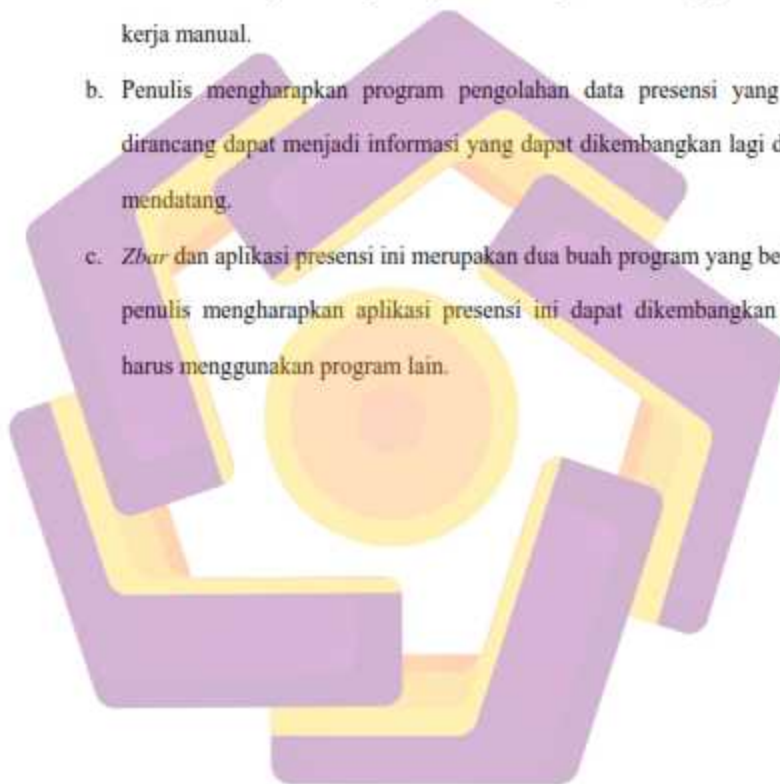 kerja manual.
b. Penulis mengharapkan program pengolahan data presensi yang
dirancang dapat menjadi informasi yang dapat dikembangkan lagi
mendatang.
c. Zbar dan aplikasi presensi ini merupakan dua buah program yang
penulis mengharapkan aplikasi presensi ini dapat dikembangkan
harus menggunakan program lain.